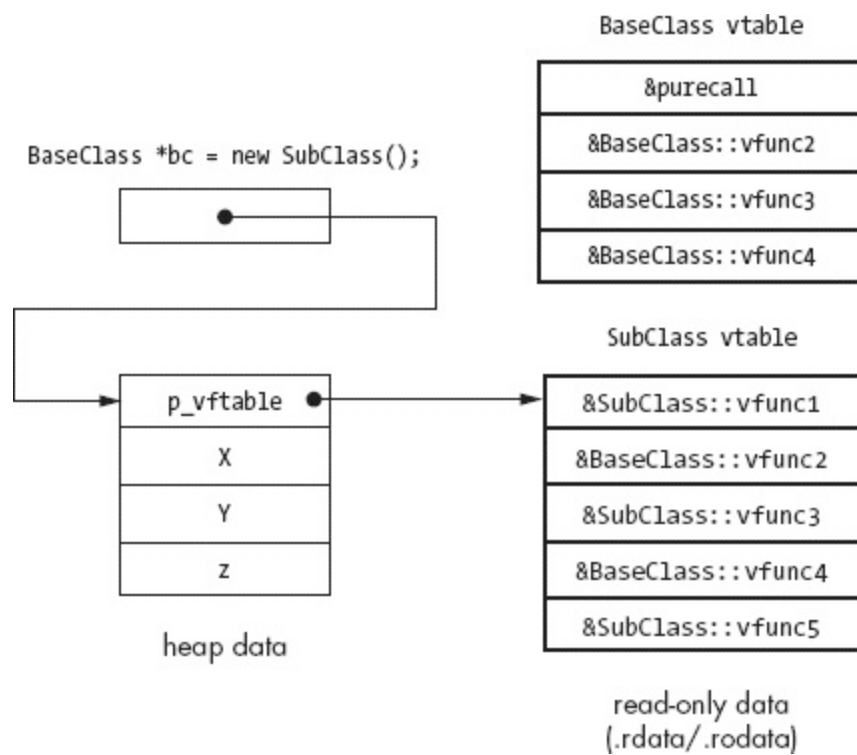 BaseClass vtable
&purecall
&BaseClass::vfunc2
&BaseClass::vfunc3
&BaseClass::vfunc4
BaseClass *bc = new SubClass();
SubClass vtable
p_vftable
X
Y
z
heap data
&SubClass::vfunc1
&BaseClass::vfunc2
&SubClass::vfunc3
&BaseClass::vfunc4
&SubClass::vfunc5
read-only data
(.rdata/.rodata)